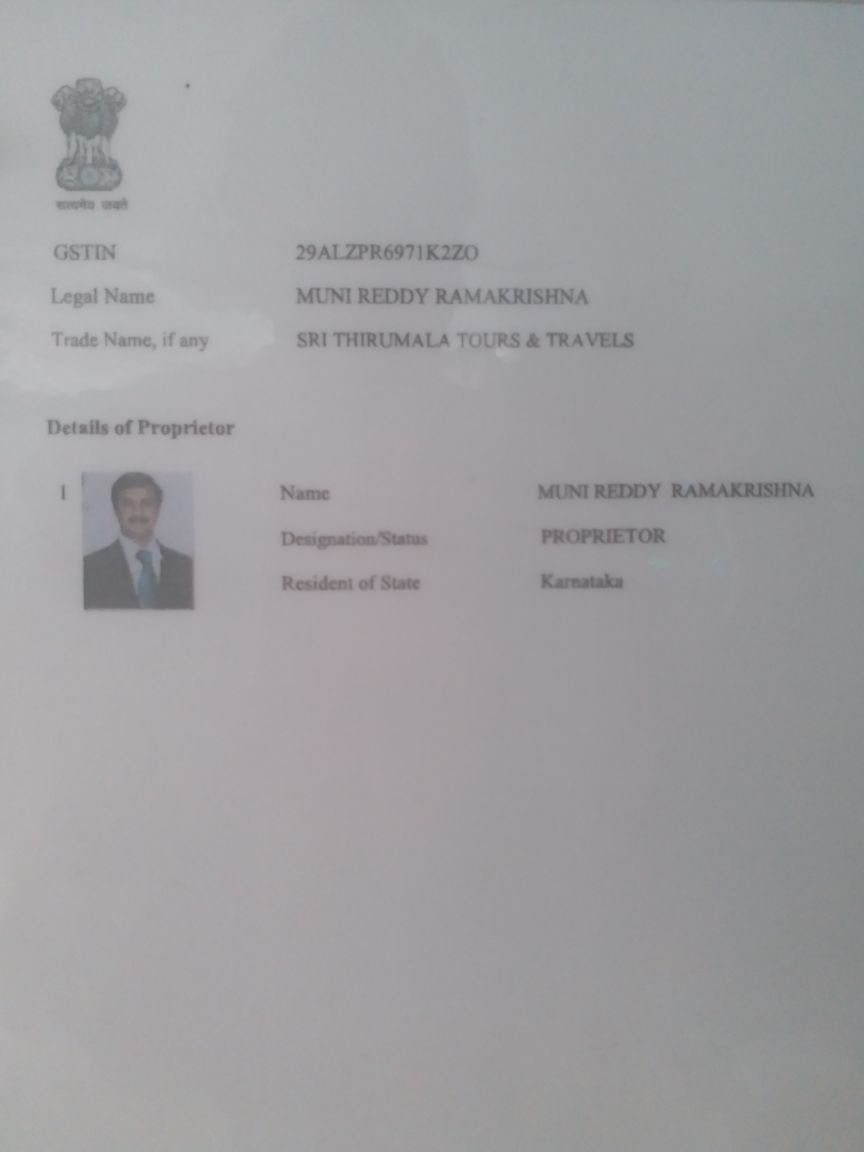 सत्यमेव जयते
GSTIN 29ALZPR6971K2ZO
Legal Name MUNI REDDY RAMAKRISHNA
Trade Name, if any SRI THIRUMALA TOURS & TRAVELS
Details of Proprietor
1 Name MUNI REDDY RAMAKRISHNA
Designation/Status PROPRIETOR
Resident of State Karnataka